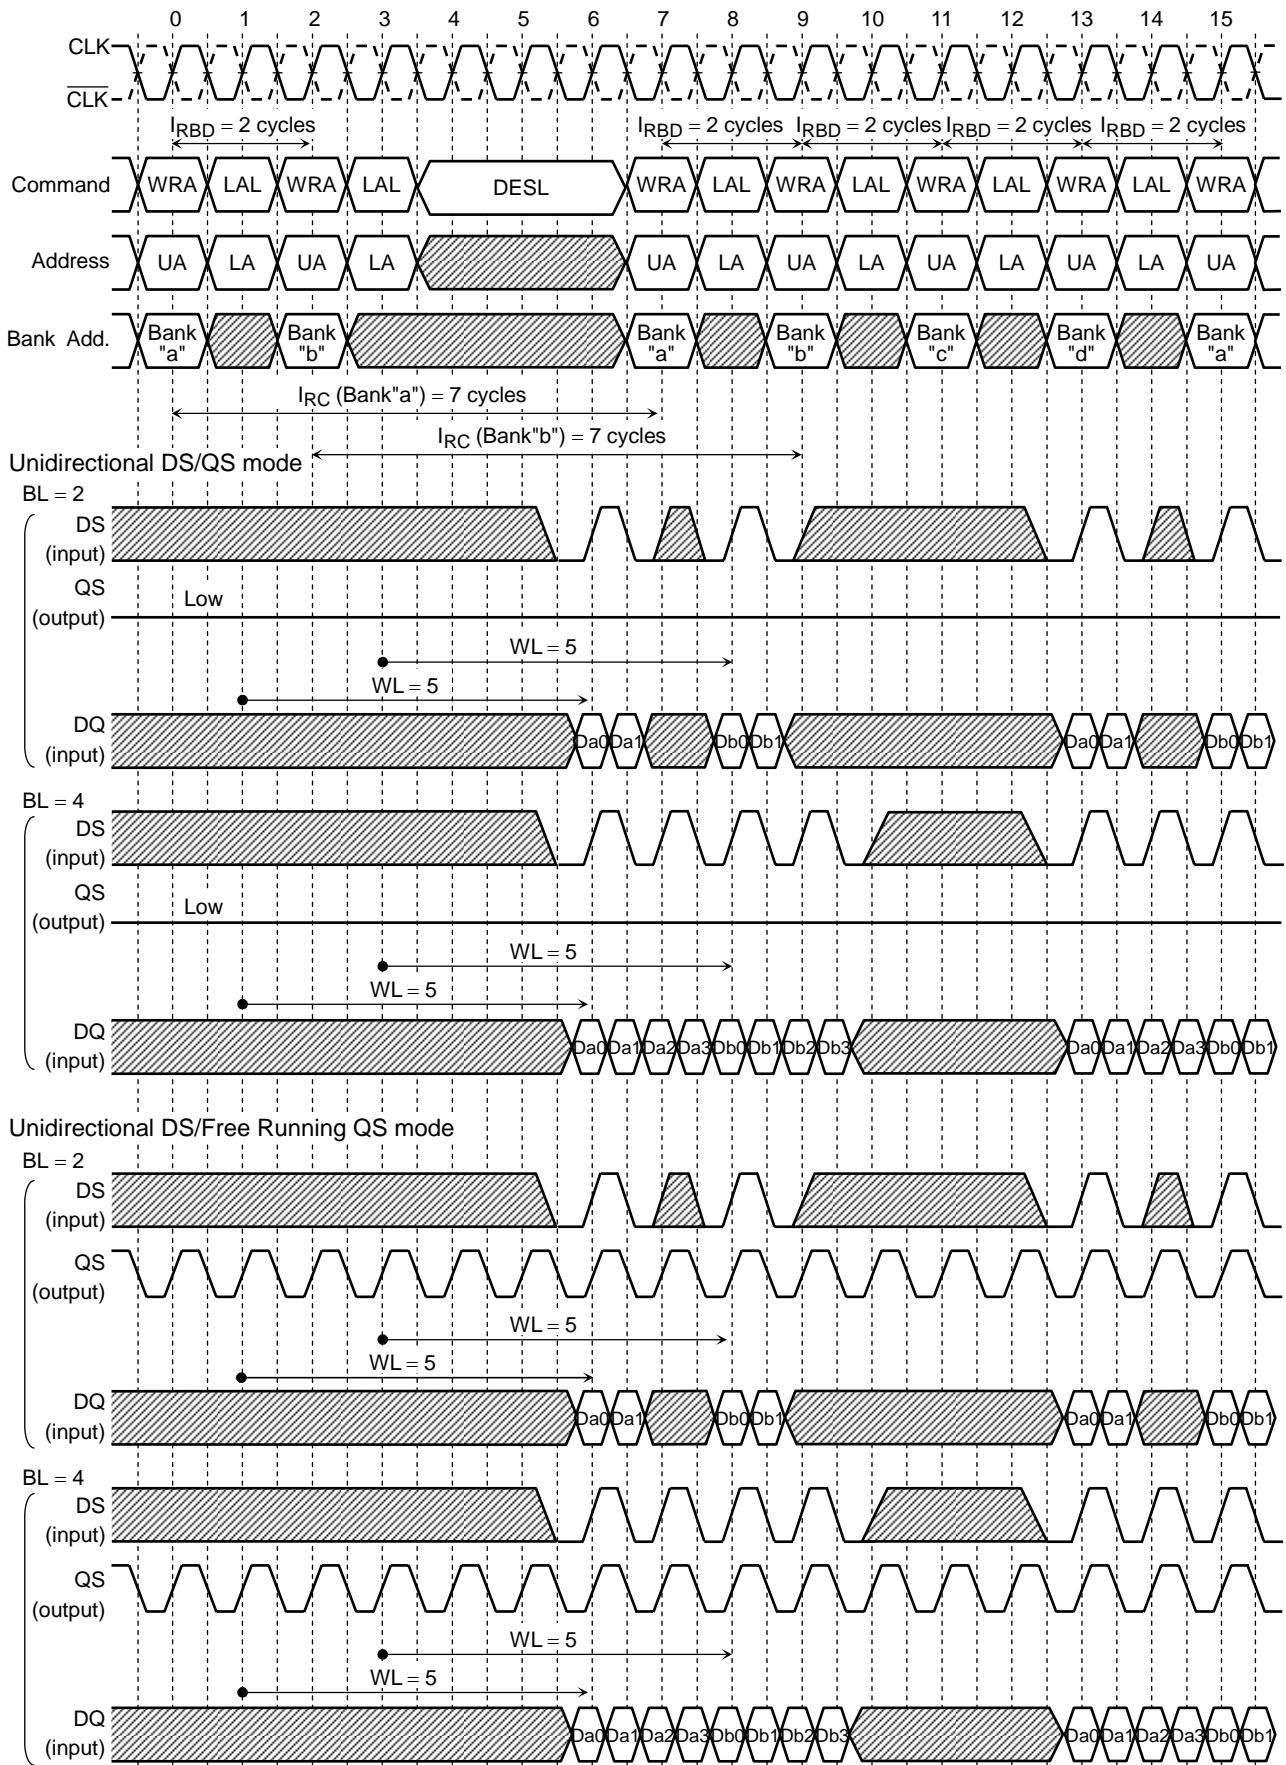 0 1 2 3 4 5 6 7 8 9 10 11 12 13 14 15
CLK
CLK
IRBD = 2 cycles IRBD = 2 cycles IRBD = 2 cycles IRBD = 2 cycles IRBD = 2 cycles
Command WRA LAL WRA LAL DESL WRA LAL WRA LAL WRA LAL WRA LAL WRA
Address UA LA UA LA UA LA UA LA UA LA UA LA UA
Bank Add. Bank "a" Bank "b" Bank "a" Bank "b" Bank "c" Bank "d" Bank "a"
IRC (Bank"a") = 7 cycles
IRC (Bank"b") = 7 cycles
Unidirectional DS/QS mode
BL = 2
DS
(input)
QS
(output) Low
WL = 5
WL = 5
DQ
(input) Da0 Da1 Db0 Db1 Da0 Da1 Db0 Db1
BL = 4
DS
(input)
QS
(output) Low
WL = 5
WL = 5
DQ
(input) Da0 Da1 Da2 Da3 Db0 Db1 Db2 Db3 Da0 Da1 Da2 Da3 Db0 Db1
Unidirectional DS/Free Running QS mode
BL = 2
DS
(input)
QS
(output)
WL = 5
WL = 5
DQ
(input) Da0 Da1 Db0 Db1 Da0 Da1 Db0 Db1
BL = 4
DS
(input)
QS
(output)
WL = 5
WL = 5
DQ
(input) Da0 Da1 Da2 Da3 Db0 Db1 Db2 Db3 Da0 Da1 Da2 Da3 Db0 Db1